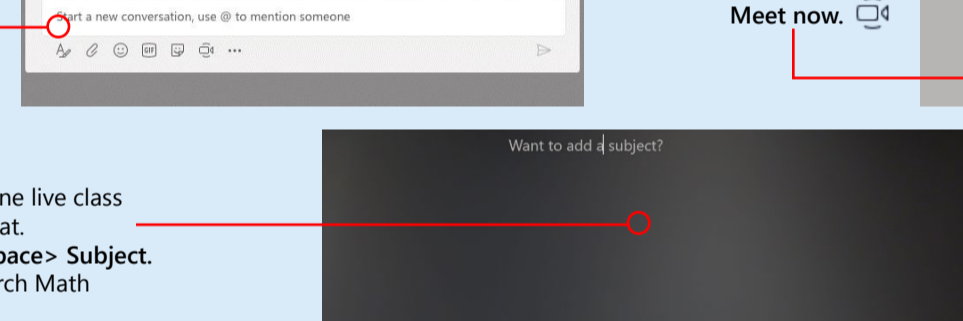 Start a new conversation, use @ to mention someone
GIF
Meet now.
Want to add a subject?
ne live class
at.
pace> Subject.
rch Math